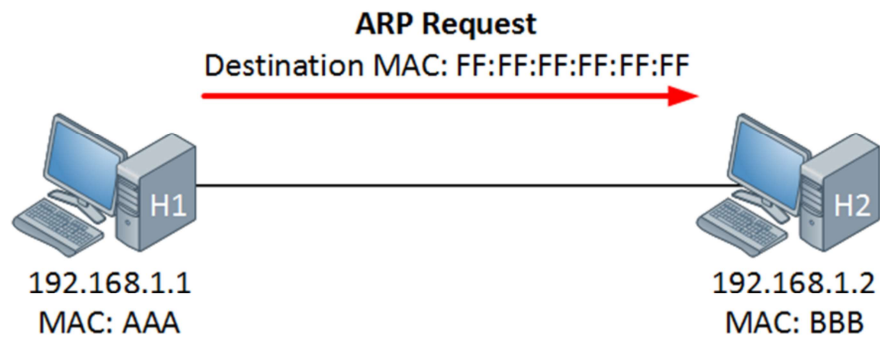 ARP Request
Destination MAC: FF:FF:FF:FF:FF:FF
H1
H2
192.168.1.1
MAC: AAA
192.168.1.2
MAC: BBB